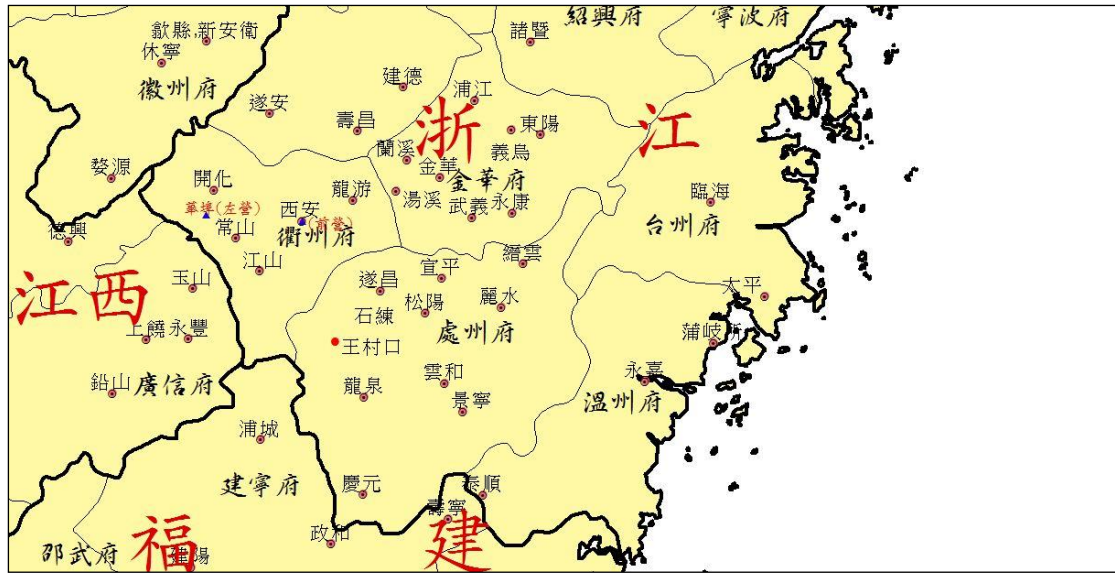 紹興府
寧波府
歙縣,新安衛
諸暨
休寧
徽州府
建德
浦江
遂安
浙
江
壽昌
東陽
蘭溪
義烏
婺源
金華
金華府
開化
龍游
湯溪
武義
永康
臨海
華埠(左營)
西安
(前營)
常山
衢州府
台州府
德興
江山
宣平
縉雲
江西
玉山
遂昌
松陽
麗水
太平
石練
處州府
上饒
永豐
王村口
蒲岐所
鉛山
廣信府
龍泉
雲和
永嘉
景寧
溫州府
浦城
建寧府
慶元
泰順
壽寧
福
建
政和
邵武府
建陽